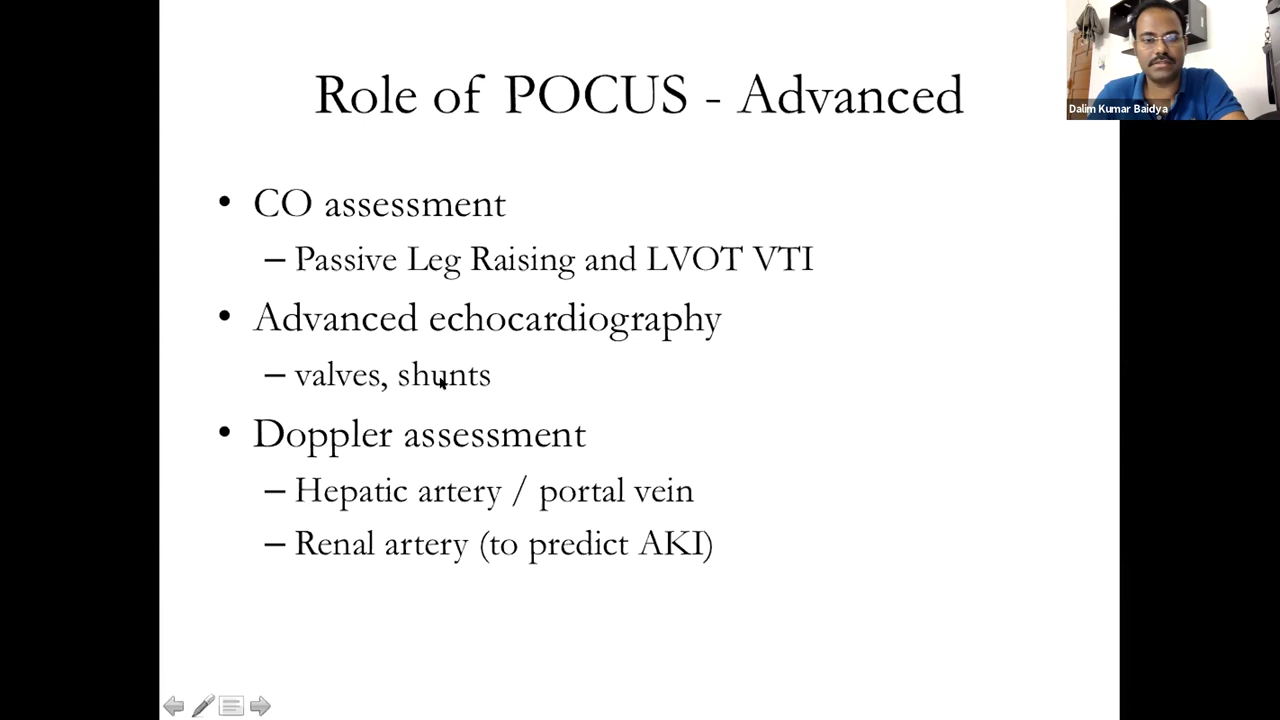 Role of POCUS - Advanced
Dalim Kumar Baidya
• CO assessment
– Passive Leg Raising and LVOT VTI
• Advanced echocardiography
– valves, shunts
• Doppler assessment
– Hepatic artery / portal vein
– Renal artery (to predict AKI)